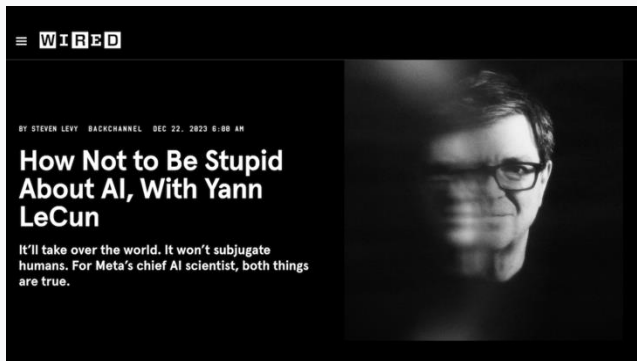 WIRED
BY STEVEN LEVY BACKCHANNEL DEC 22, 2023 6:00 AM
How Not to Be Stupid
About AI, With Yann
LeCun
It'll take over the world. It won't subjugate
humans. For Meta's chief AI scientist, both things
are true.